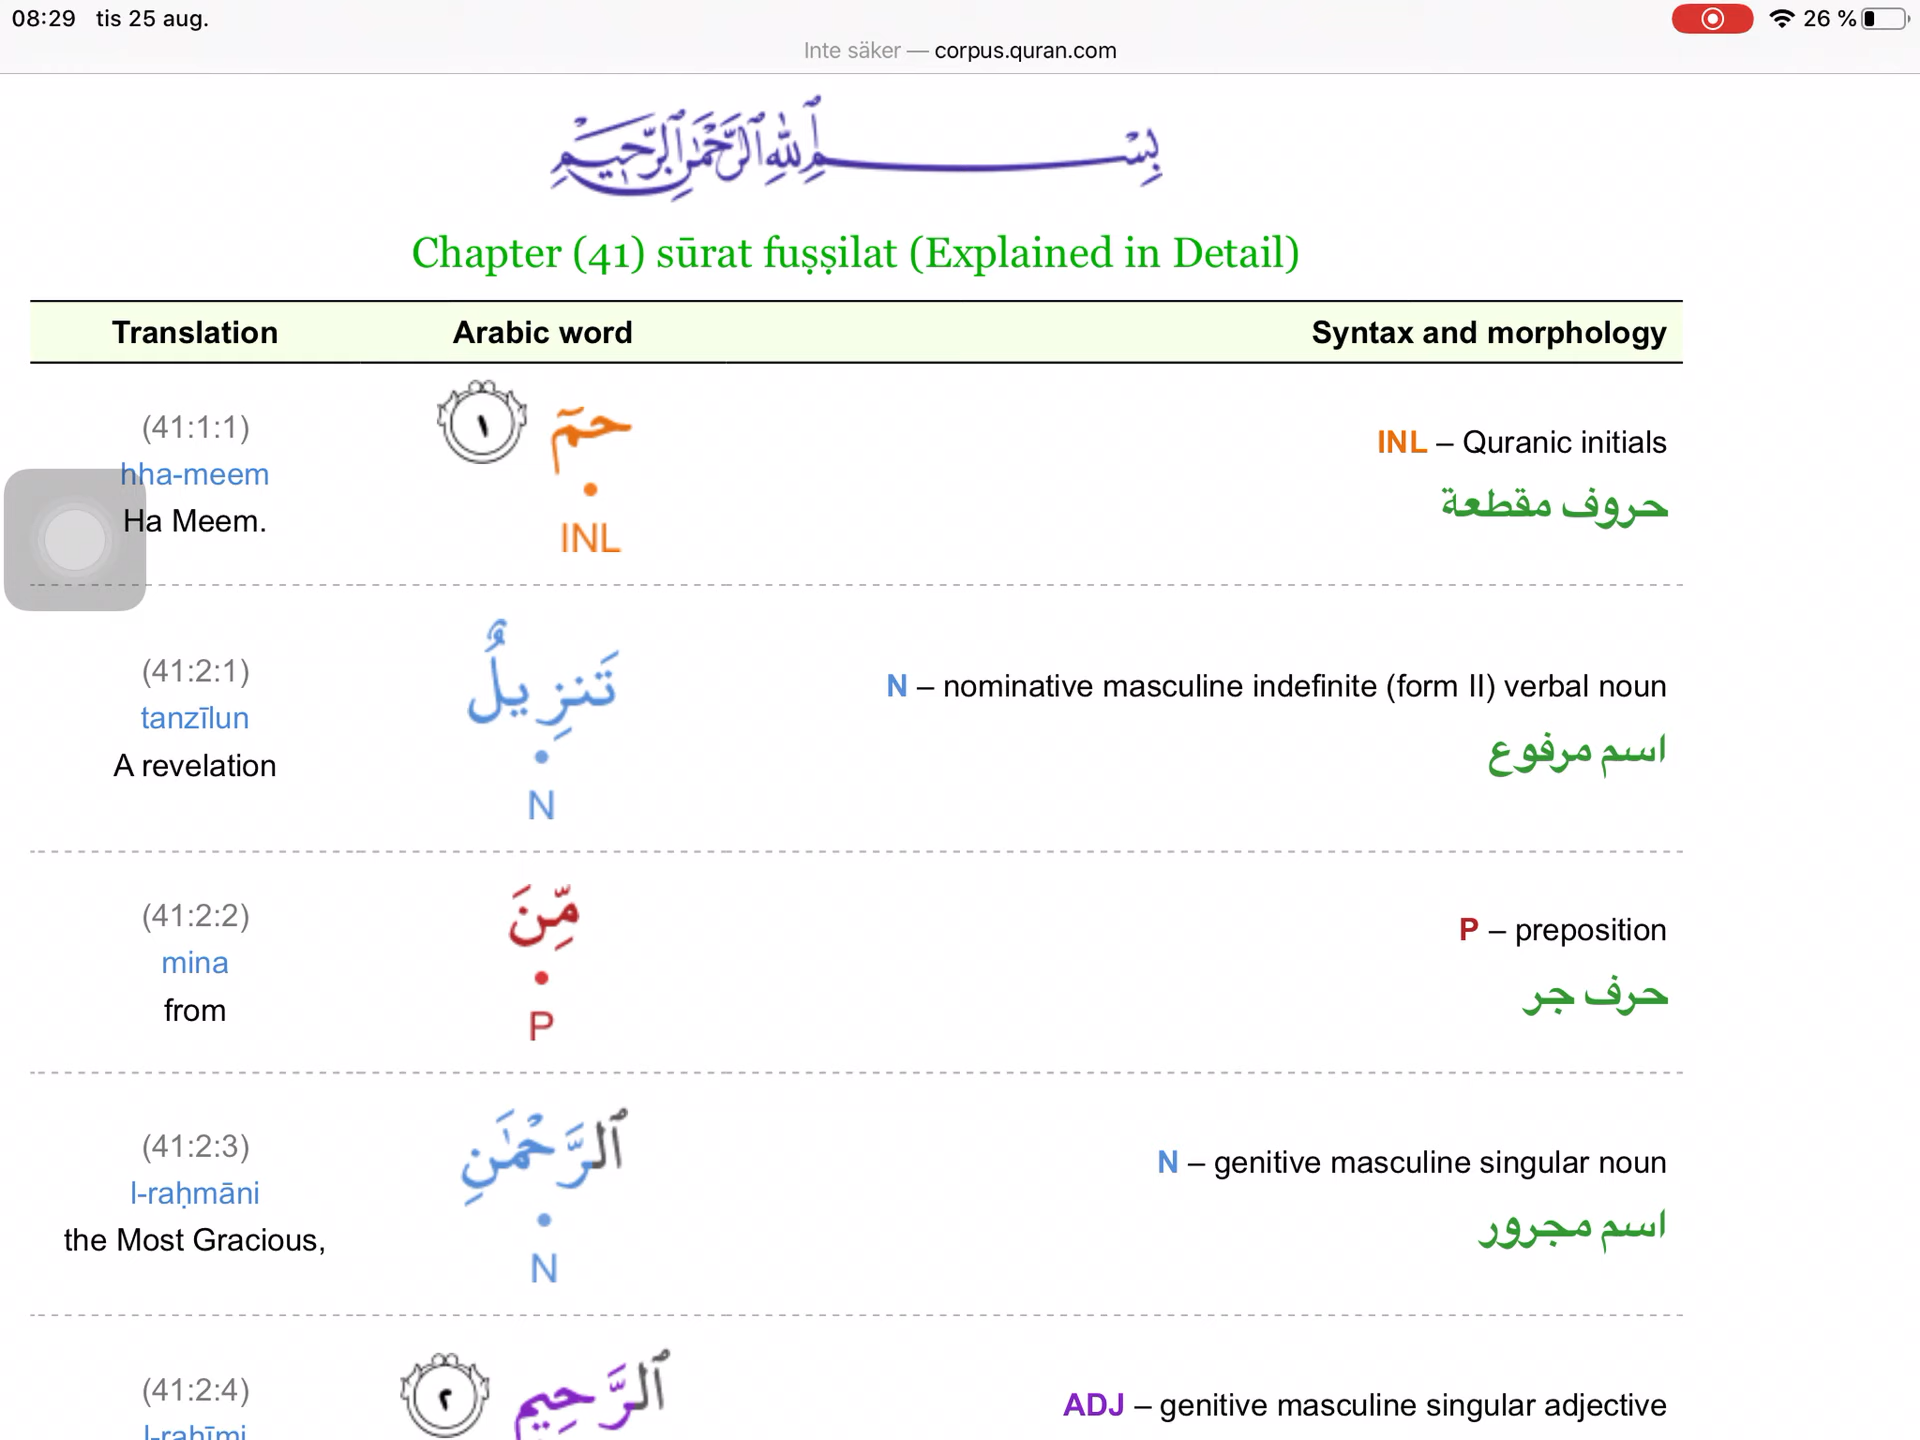 08:29 tis 25 aug. 26 %
Inte säker — corpus.quran.com
بِسْمِ ٱللَّهِ ٱلرَّحْمَٰنِ ٱلرَّحِيمِ
Chapter (41) sūrat fuṣṣilat (Explained in Detail)
Translation Arabic word Syntax and morphology
(41:1:1)
hha-meem
Ha Meem.
حمٓ ١
INL
INL – Quranic initials
حروف مقطعة
(41:2:1)
tanzīlun
A revelation
تَنزِيلٌ
N
N – nominative masculine indefinite (form II) verbal noun
اسم مرفوع
(41:2:2)
mina
from
مِّنَ
P
P – preposition
حرف جر
(41:2:3)
l-raḥmāni
the Most Gracious,
ٱلرَّحْمَٰنِ
N
N – genitive masculine singular noun
اسم مجرور
(41:2:4)
l-raḥīmi
ٱلرَّحِيمِ ٢
ADJ – genitive masculine singular adjective